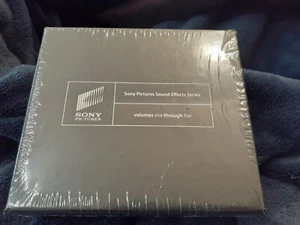 Sony Pictures Sound Effects Series
SONY
PICTURES
volumes one through five